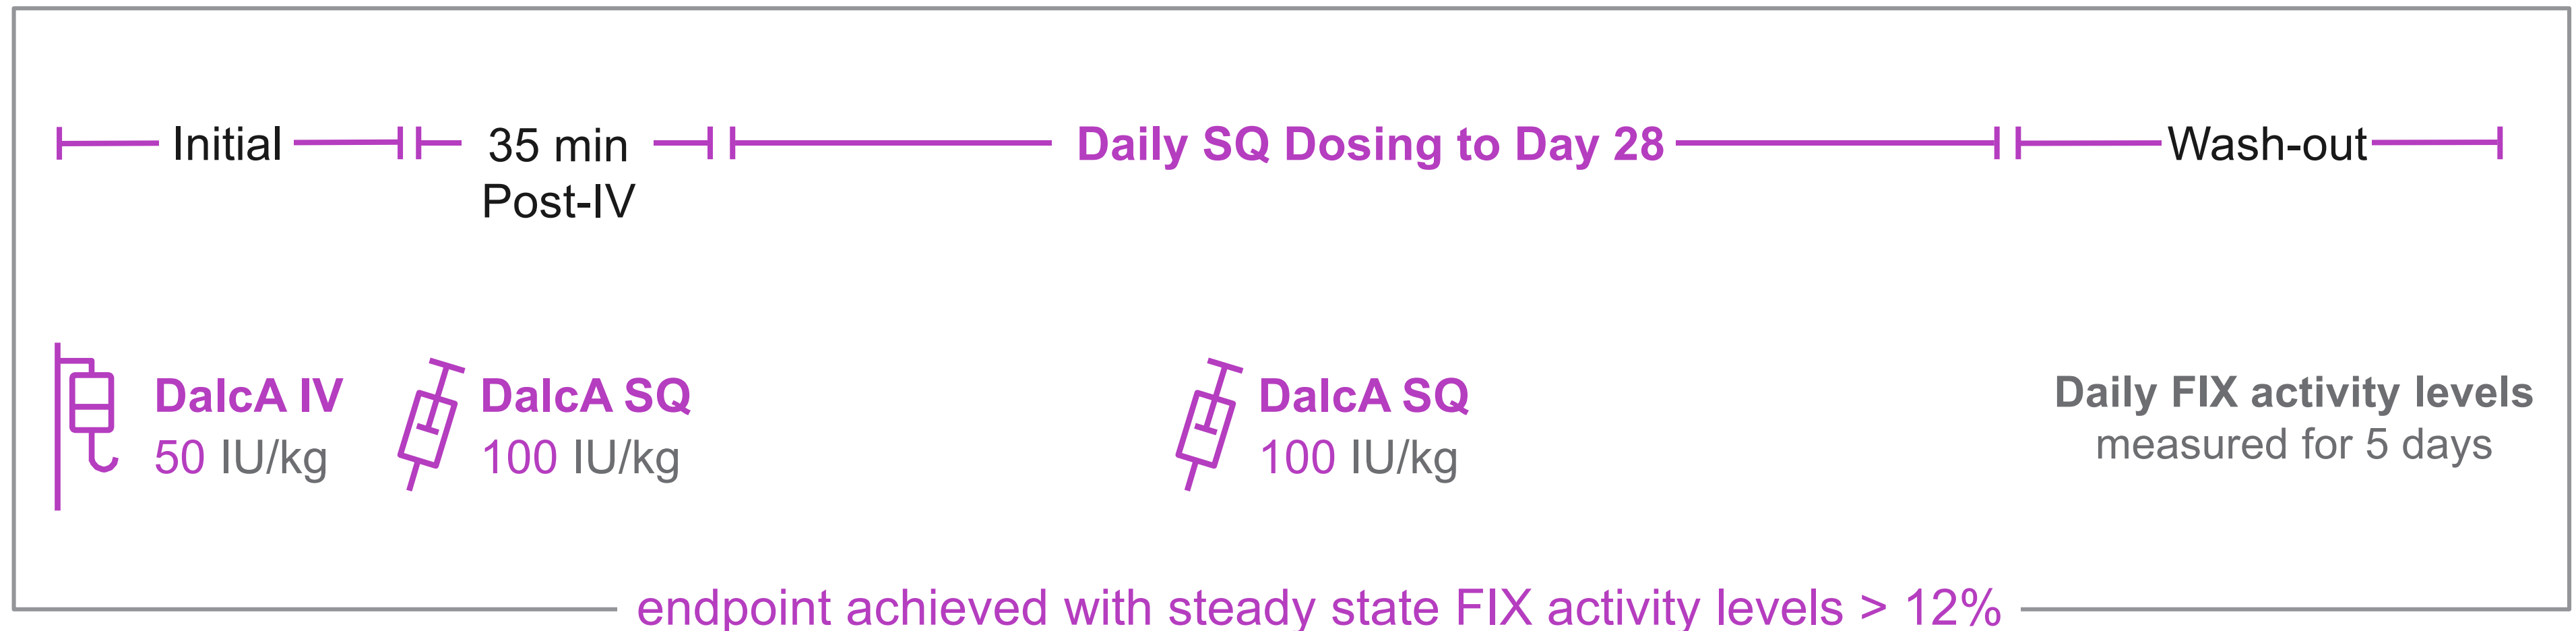 Initial
35 min
Post-IV
Daily SQ Dosing to Day 28
Wash-out
DalcA IV
50 IU/kg
DalcA SQ
100 IU/kg
DalcA SQ
100 IU/kg
Daily FIX activity levels
measured for 5 days
endpoint achieved with steady state FIX activity levels > 12%